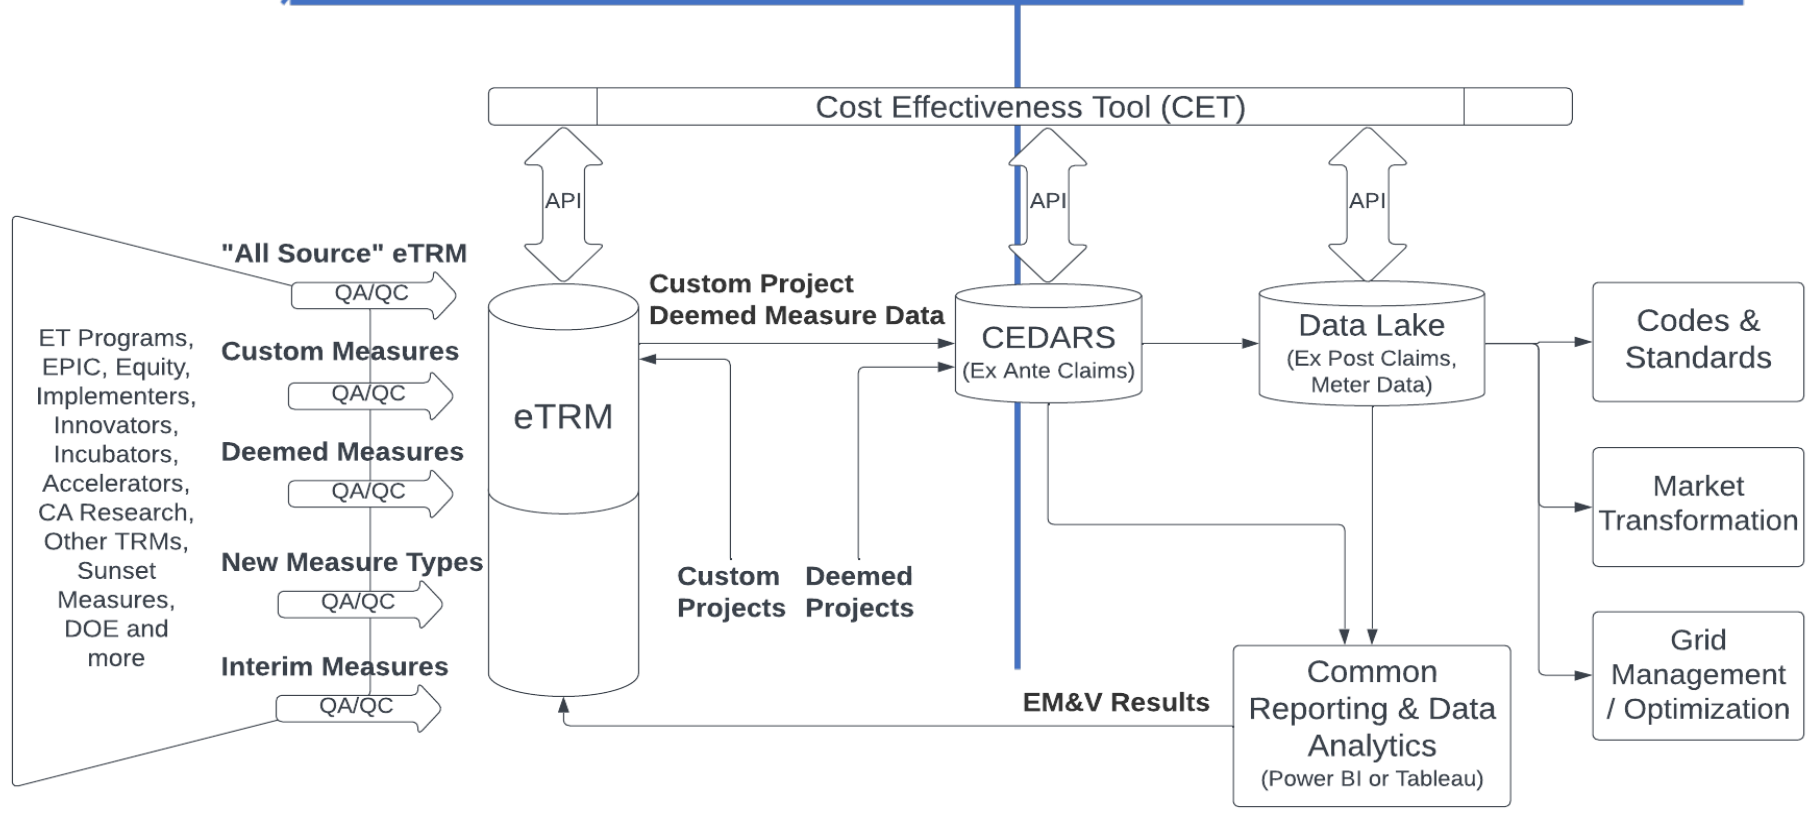 Cost Effectiveness Tool (CET)
API
API
API
"All Source" eTRM
QA/QC
Custom Measures
QA/QC
Deemed Measures
QA/QC
New Measure Types
QA/QC
Interim Measures
QA/QC
ET Programs,
EPIC, Equity,
Implementers,
Innovators,
Incubators,
Accelerators,
CA Research,
Other TRMs,
Sunset
Measures,
DOE and
more
eTRM
Custom Project
Deemed Measure Data
CEDARS
(Ex Ante Claims)
Data Lake
(Ex Post Claims,
Meter Data)
Codes &
Standards
Market
Transformation
Grid
Management
/ Optimization
Custom
Projects
Deemed
Projects
EM&V Results
Common
Reporting & Data
Analytics
(Power BI or Tableau)